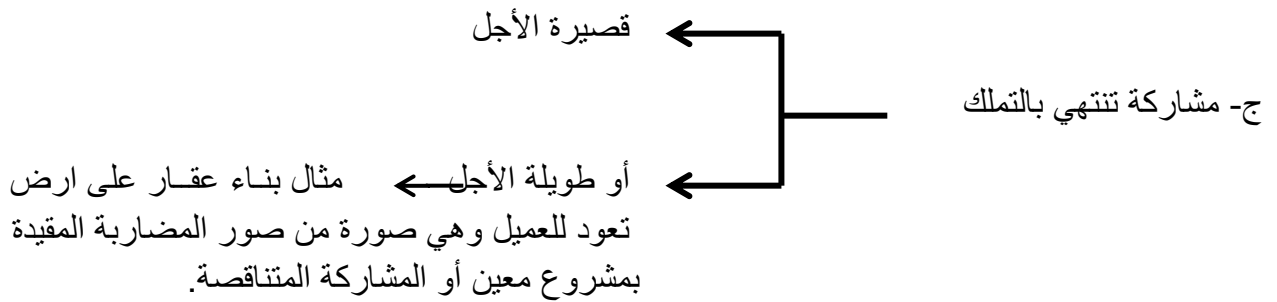 قصيرة الأجل
ج- مشاركة تنتهي بالتملك
أو طويلة الأجل مثال بناء عقار على ارض
تعود للعميل وهي صورة من صور المضاربة المقيدة
بمشروع معين أو المشاركة المتناقصة.